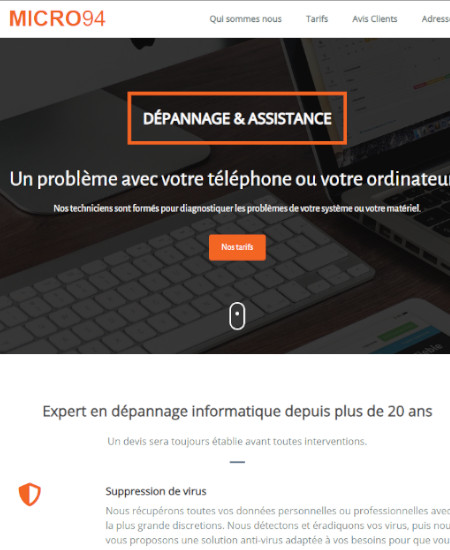 MICRO94
Qui sommes nous Tarifs Avis Clients Adresse
DÉPANNAGE & ASSISTANCE
Un problème avec votre téléphone ou votre ordinateur
Nos techniciens sont formés pour diagnostiquer les problèmes de votre système ou votre matériel.
Nos tarifs
Expert en dépannage informatique depuis plus de 20 ans
Un devis sera toujours établie avant toutes interventions.
Suppression de virus
Nous récupérons toutes vos données personnelles ou professionnelles avec
la plus grande discretions. Nous détectons et éradiquons vos virus, puis nou
vous proposons une solution anti-virus adaptée à vos besoins pour que vou